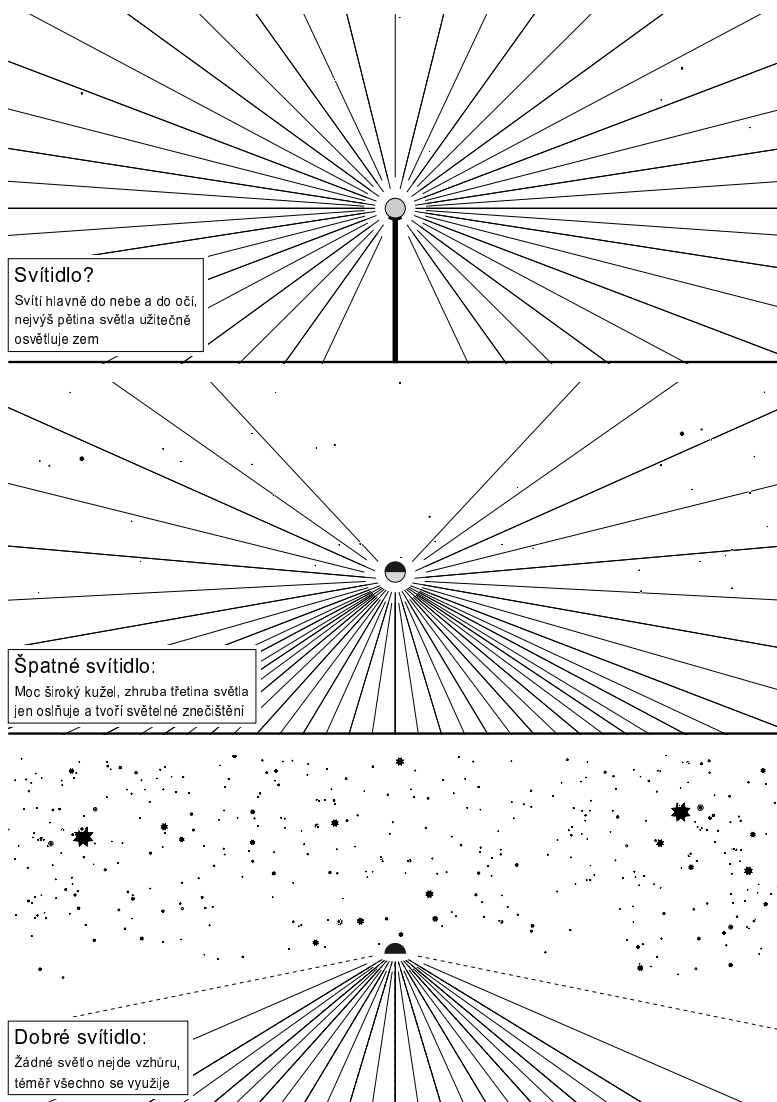 Svítidlo?
Svítí hlavně do nebe a do očí,
nejvýš pětina světla užitečně
osvětluje zem
Špatné svítidlo:
Moc široký kužel, zhruba třetina světla
jen oslňuje a tvoří světelné znečištění
Dobré svítidlo:
Žádné světlo nejde vzhůru,
téměř všechno se využije